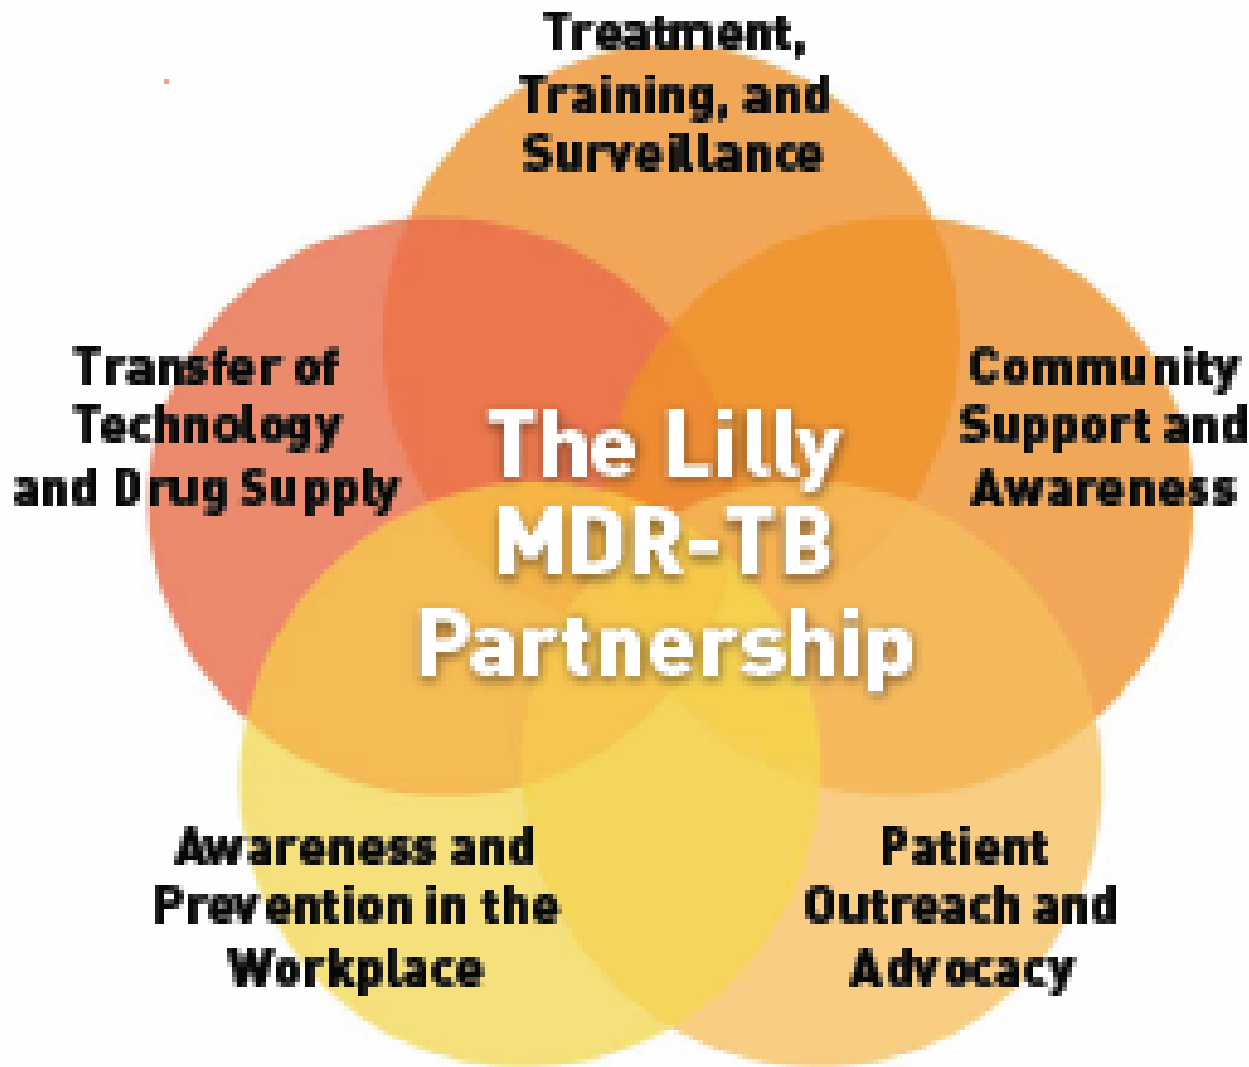 Treatment,
Training, and
Surveillance
Transfer of
Technology
and Drug Supply
Community
Support and
Awareness
The Lilly
MDR-TB
Partnership
Awareness and
Prevention in the
Workplace
Patient
Outreach and
Advocacy